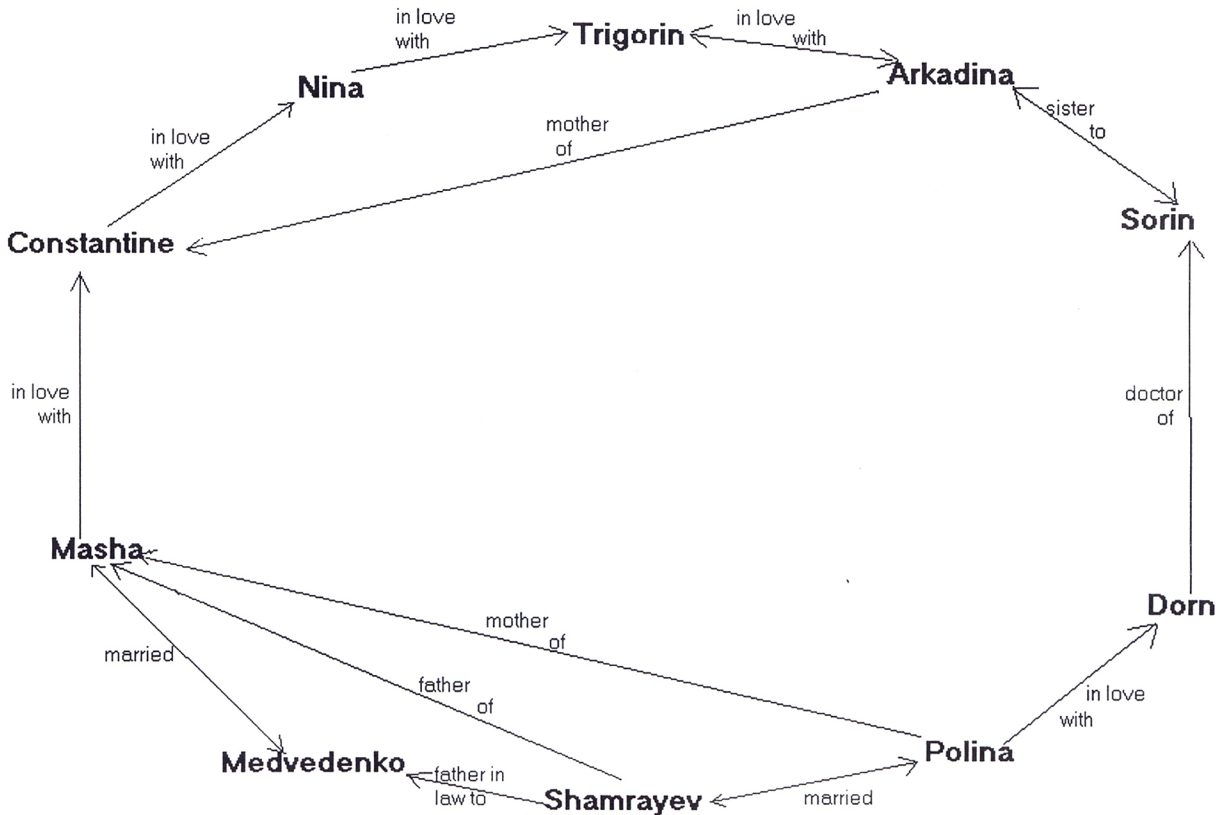 in love
with
Trigorin
in love
with
Nina
Arkadina
sister
to
in love
with
mother
of
Sorin
Constantine
in love
with
doctor
of
Masha
Dorn
mother
of
married
father
of
in love
with
Polina
Medvedenko
father in
law to
Shamrayev
married